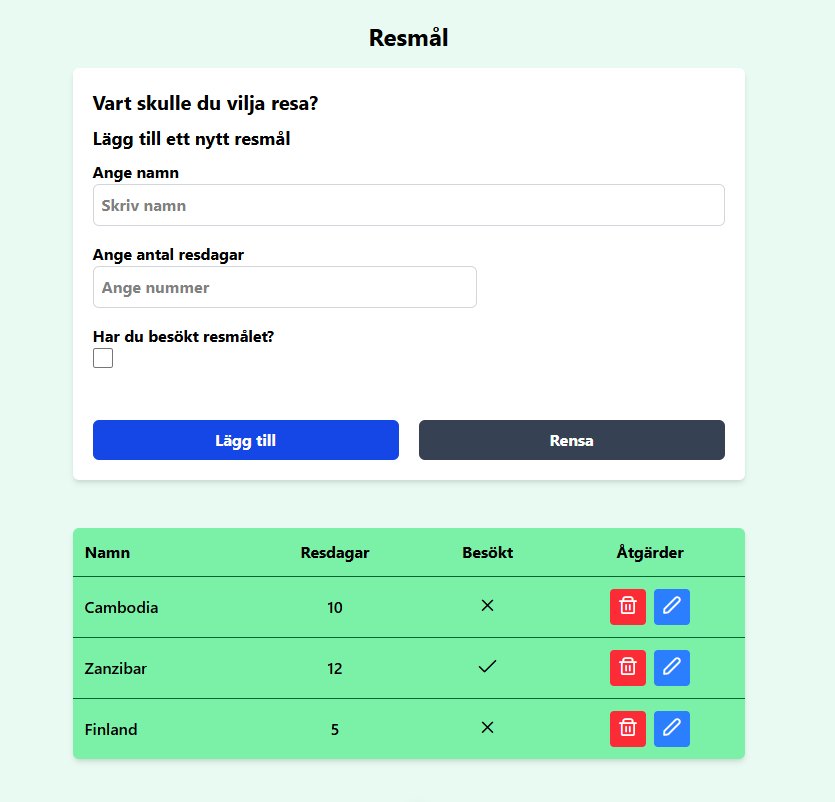 Resmål
Vart skulle du vilja resa?
Lägg till ett nytt resmål
Ange namn
Skriv namn
Ange antal resdagar
Ange nummer
Har du besökt resmålet?
Lägg till Rensa
Namn Resdagar Besökt Åtgärder
Cambodia 10
Zanzibar 12
Finland 5